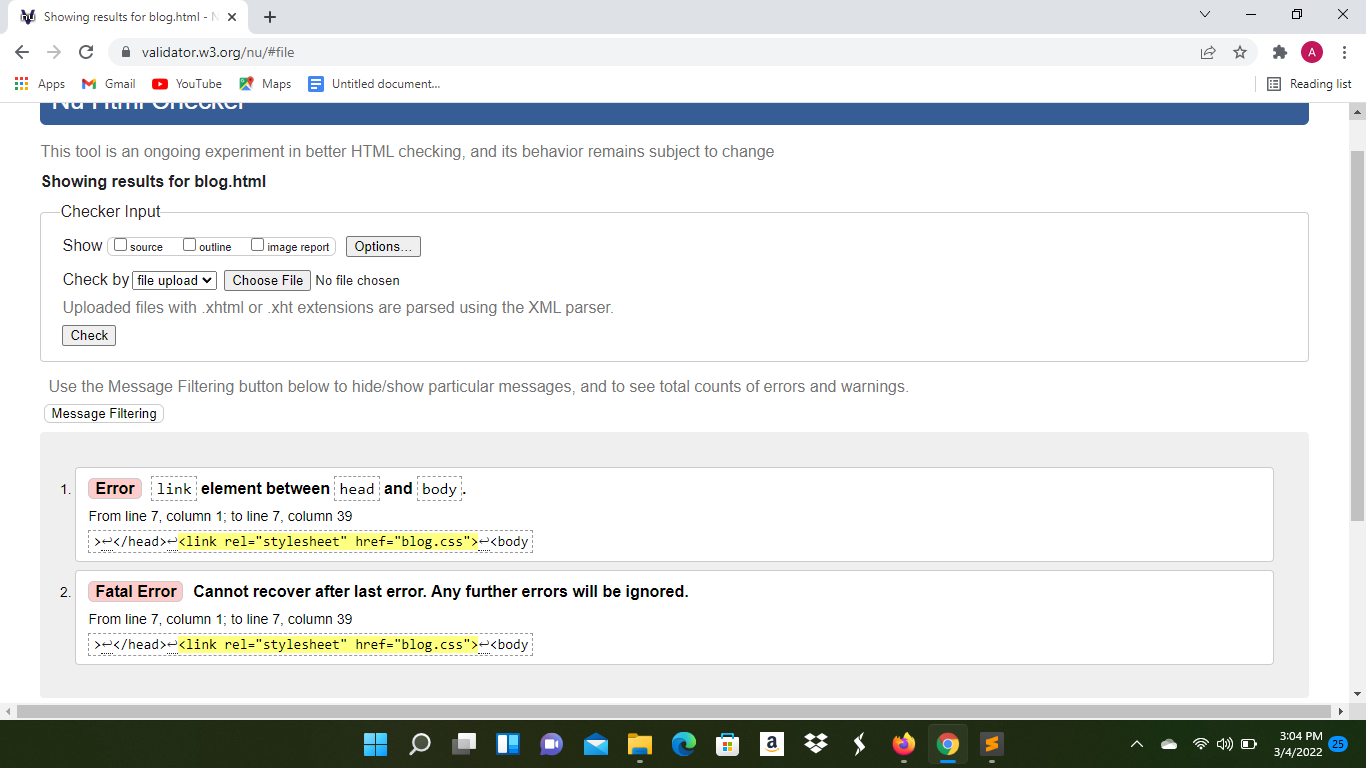 Showing results for blog.html - N
validator.w3.org/nu/#file
A
Apps
Gmail
YouTube
Maps
Untitled document...
Reading list
Nu Html Checker
This tool is an ongoing experiment in better HTML checking, and its behavior remains subject to change
Showing results for blog.html
Checker Input
Show source outline image report Options...
Check by file upload Choose File No file chosen
Uploaded files with .xhtml or .xht extensions are parsed using the XML parser.
Check
Use the Message Filtering button below to hide/show particular messages, and to see total counts of errors and warnings.
Message Filtering
1. Error link element between head and body.
From line 7, column 1; to line 7, column 39
>↩</head>↩<link rel="stylesheet" href="blog.css">↩<body
2. Fatal Error Cannot recover after last error. Any further errors will be ignored.
From line 7, column 1; to line 7, column 39
>↩</head>↩<link rel="stylesheet" href="blog.css">↩<body
3:04 PM
3/4/2022
25